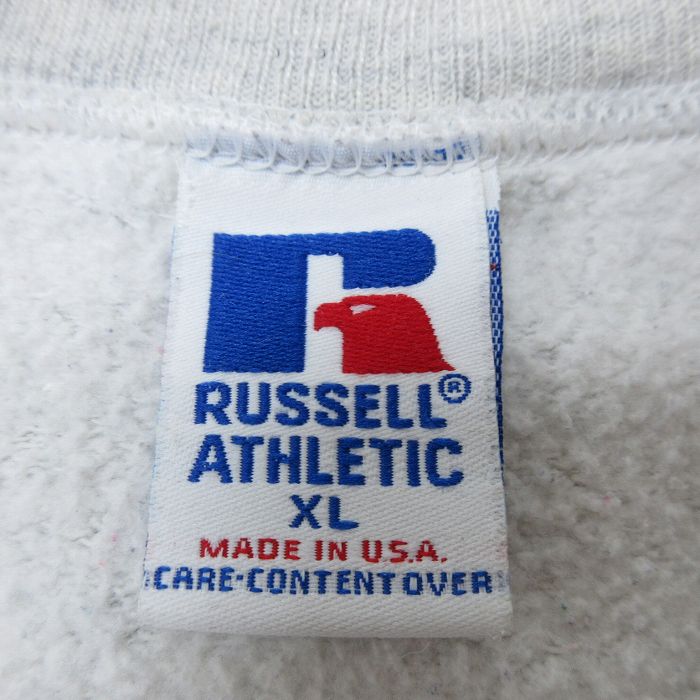 RUSSELL®
ATHLETIC
XL
MADE IN U.S.A.
CARE-CONTENT OVER